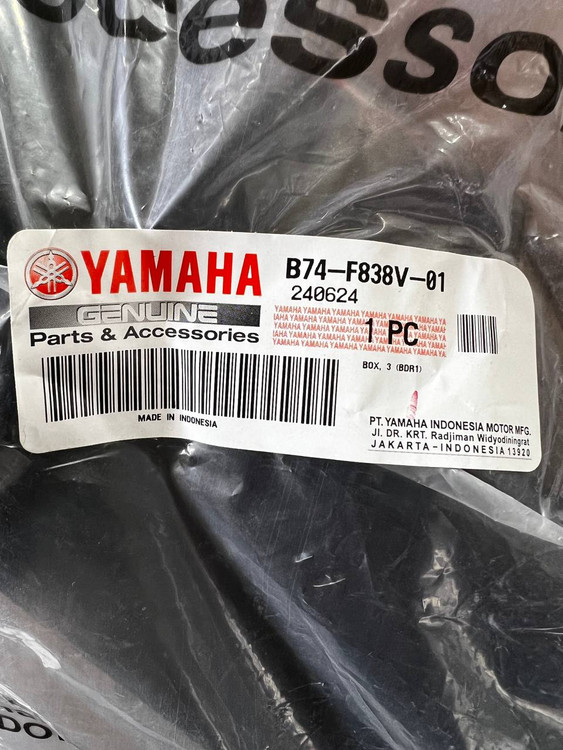 YAMAHA
GENUINE
Parts & Accessories
B74-F838V-01
240624
1 PC
BOX, 3 (BDR1)
MADE IN INDONESIA
PT. YAMAHA INDONESIA MOTOR MFG.
Jl. DR. KRT. Radjiman Widyodiningrat
JAKARTA-INDONESIA 13920